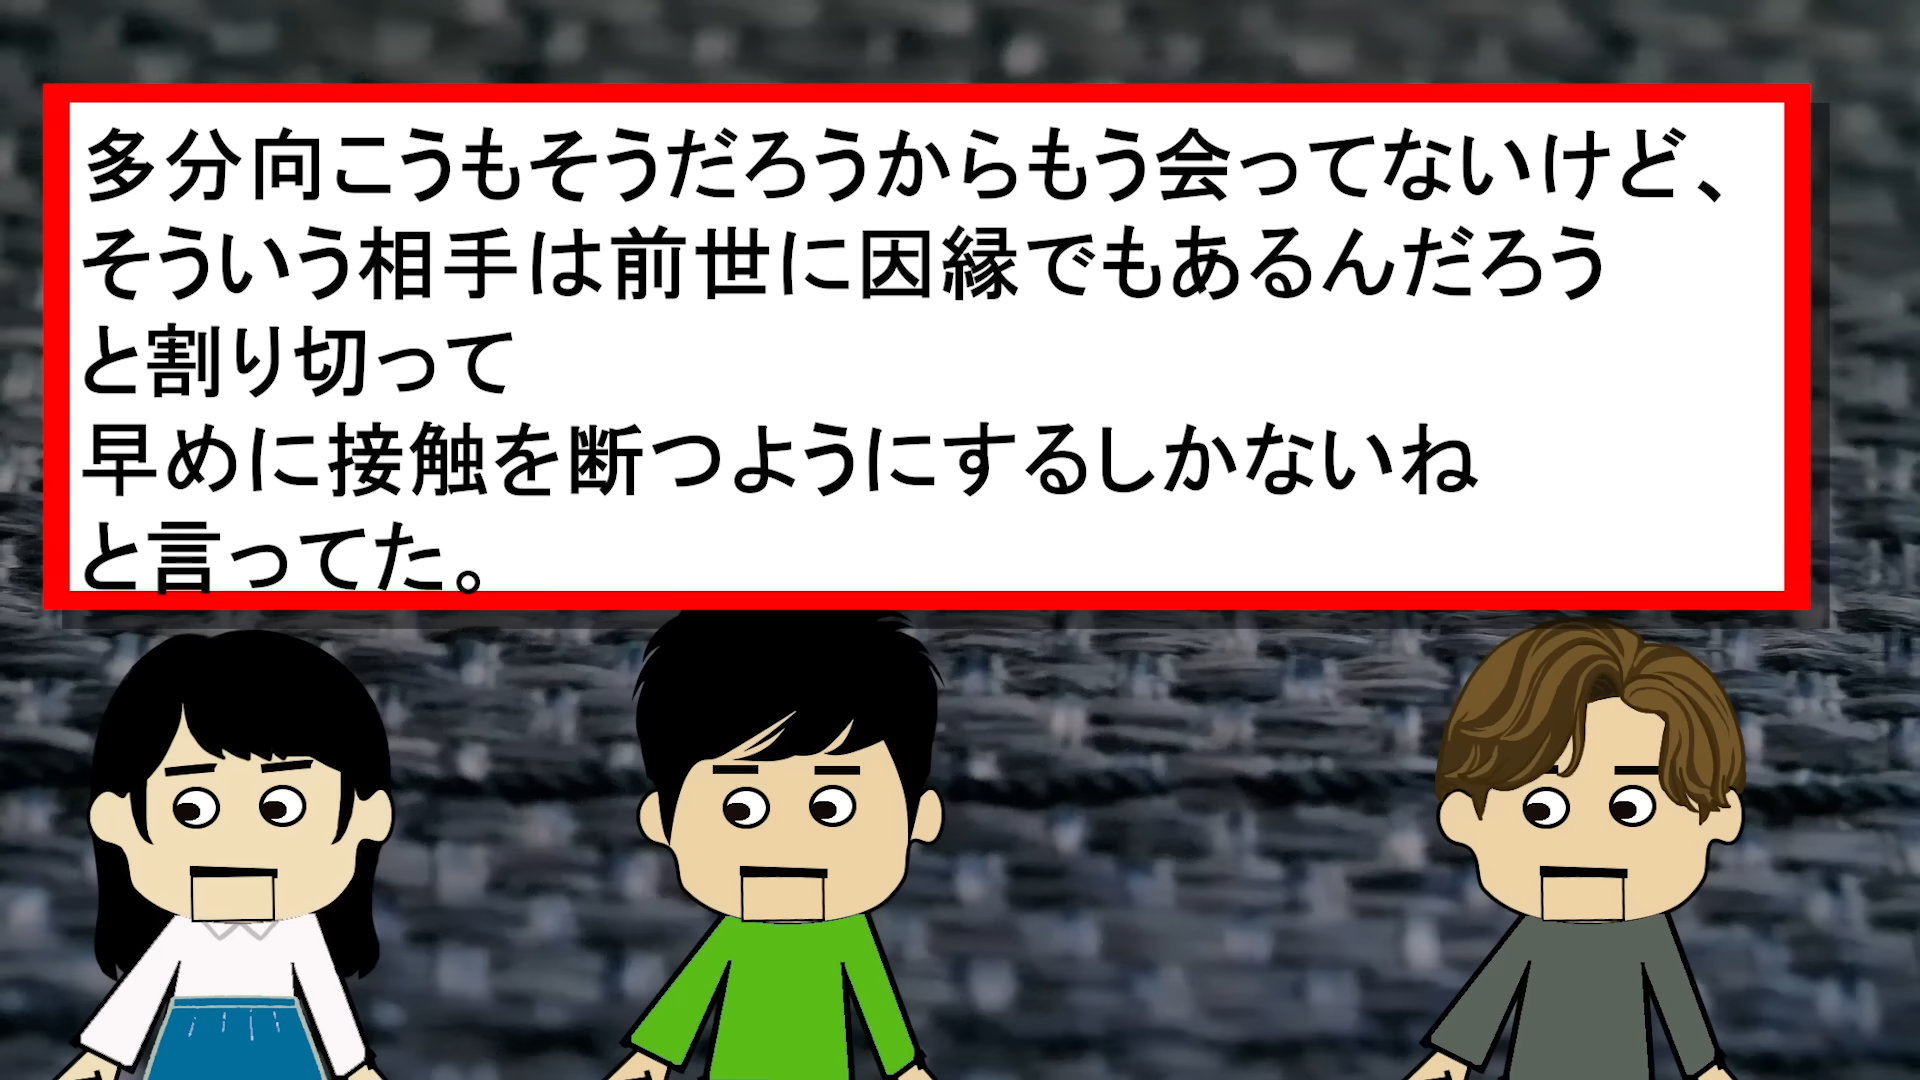 多分向こうもそうだろうからもう会ってないけど、
そういう相手は前世に因縁でもあるんだろう
と割り切って
早めに接触を断つようにするしかないね
と言ってた。